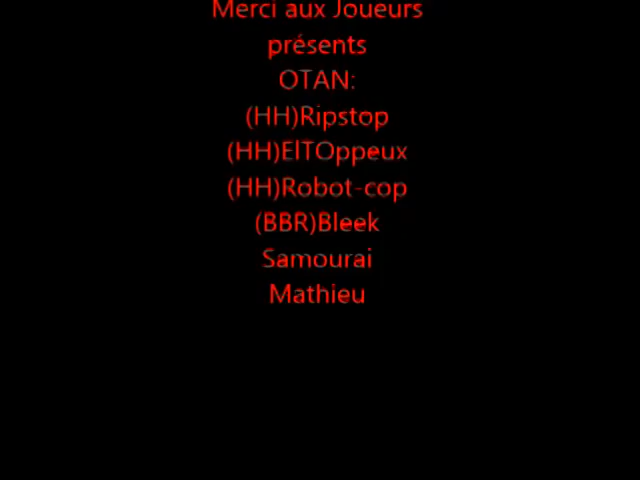 Merci aux Joueurs
présents
OTAN:
(HH)Ripstop
(HH)ElTOppeux
(HH)Robot-cop
(BBR)Bleek
Samourai
Mathieu